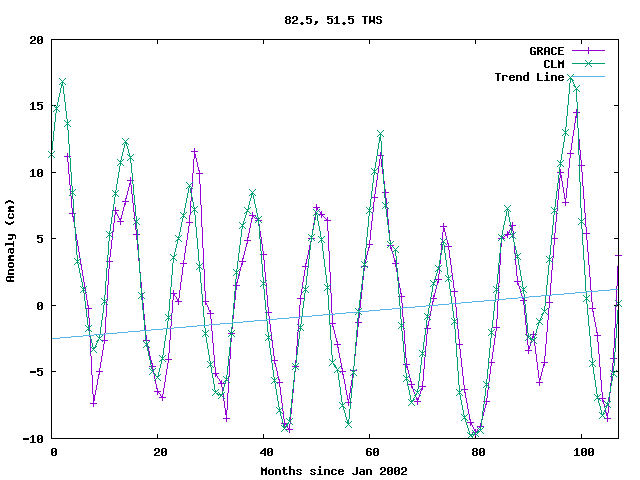 82.5, 51.5 TWS
GRACE
CLM
Trend Line
Anomaly (cm)
20
15
10
5
0
-5
-10
0 20 40 60 80 100
Months since Jan 2002